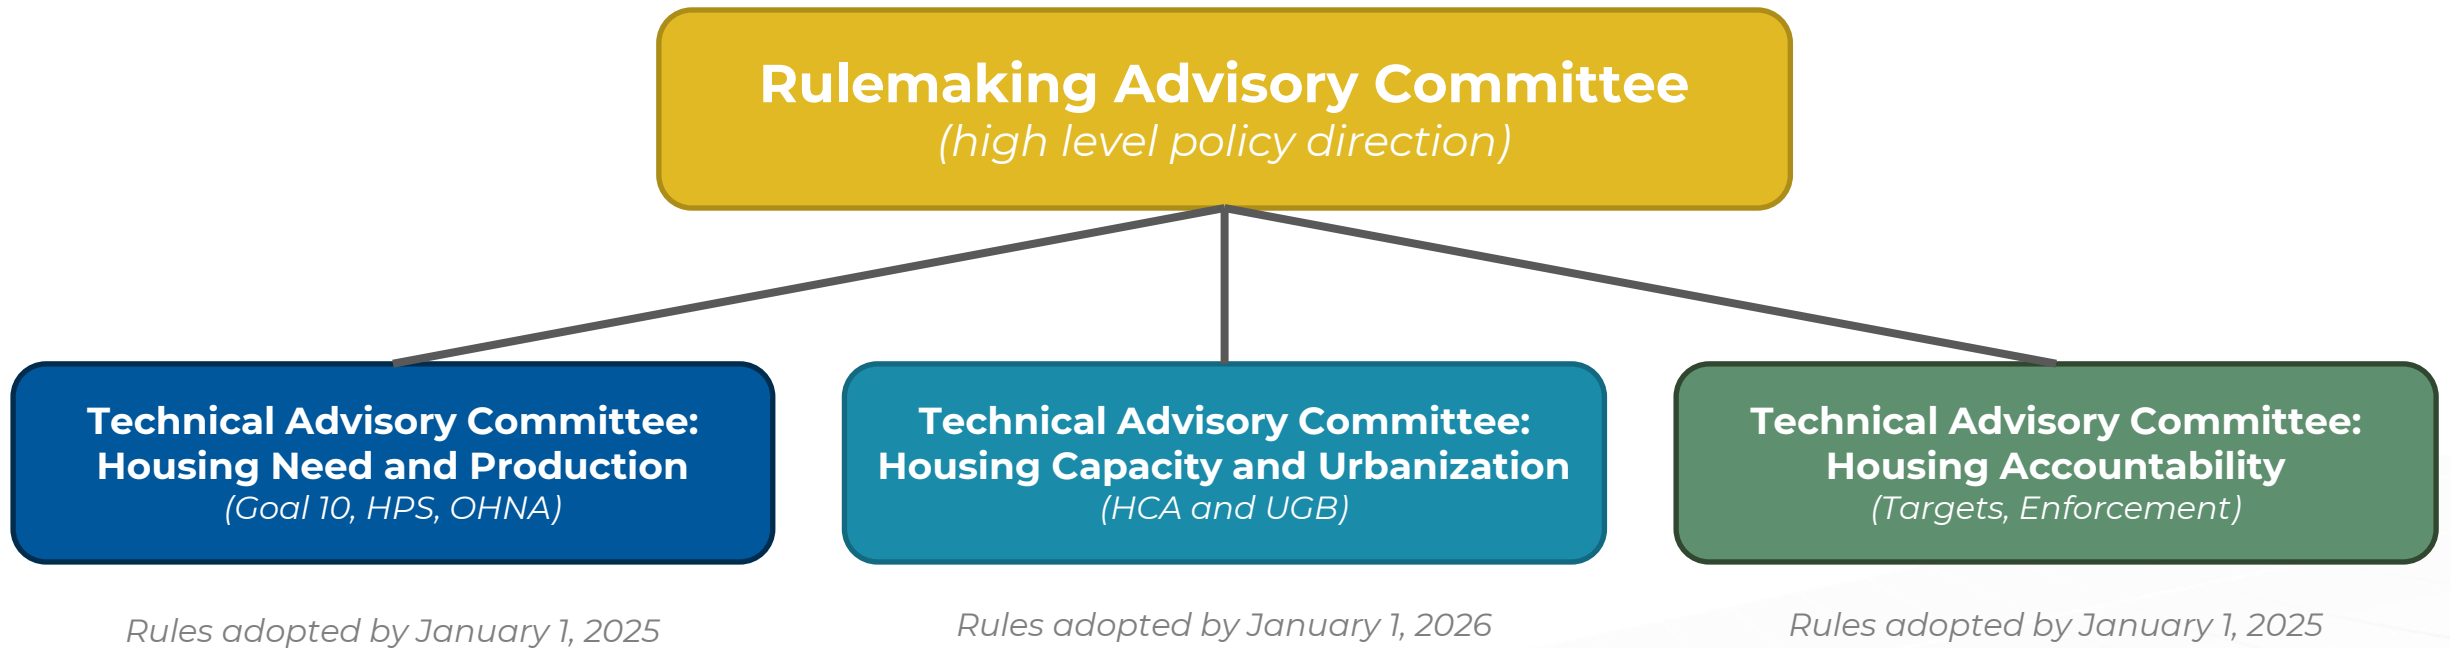 Rulemaking Advisory Committee
(high level policy direction)
Technical Advisory Committee:
Housing Need and Production
(Goal 10, HPS, OHNA)
Technical Advisory Committee:
Housing Capacity and Urbanization
(HCA and UGB)
Technical Advisory Committee:
Housing Accountability
(Targets, Enforcement)
Rules adopted by January 1, 2025
Rules adopted by January 1, 2026
Rules adopted by January 1, 2025